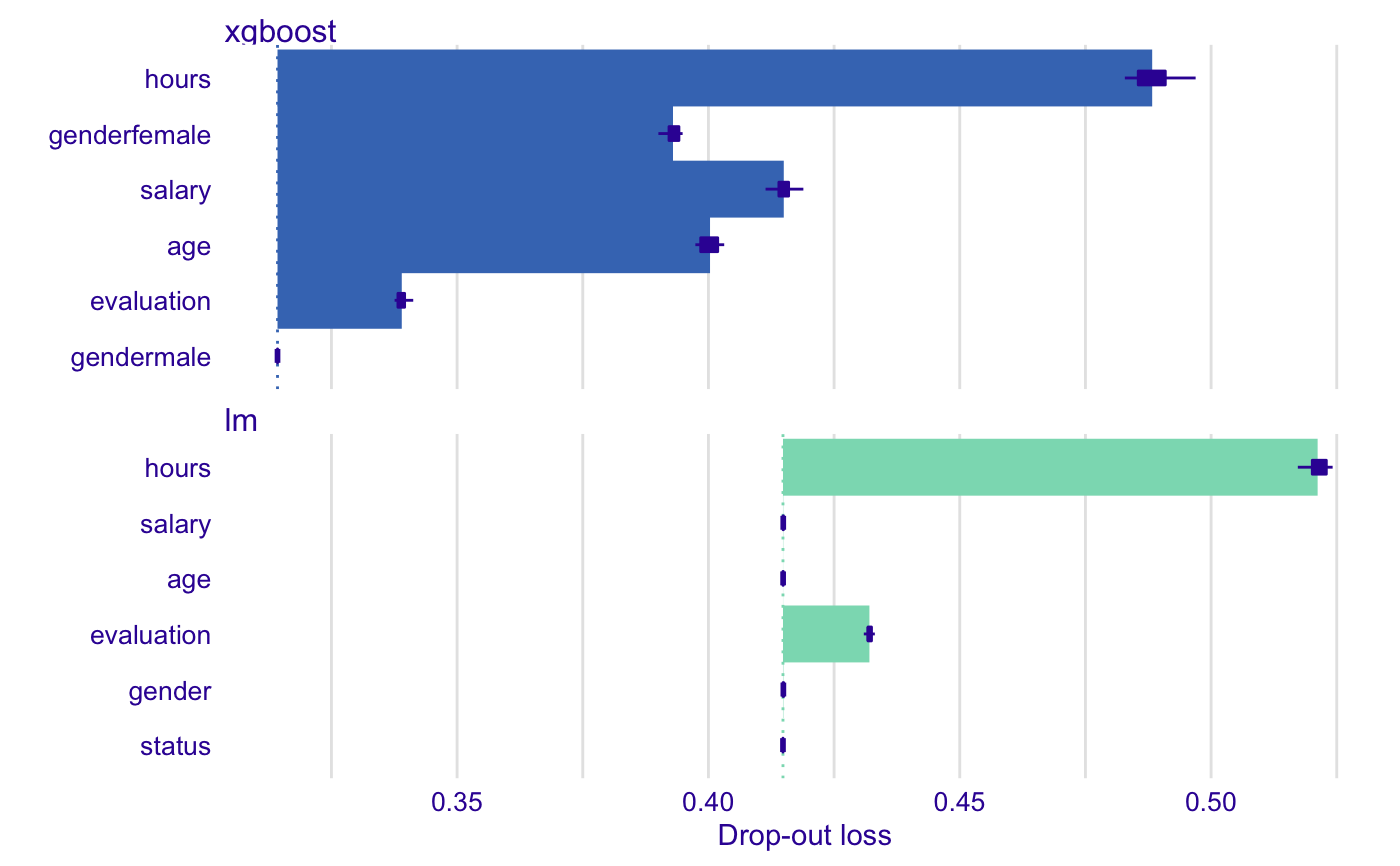 xgboost
hours
genderfemale
salary
age
evaluation
gendermale
lm
hours
salary
age
evaluation
gender
status
0.35 0.40 0.45 0.50
Drop-out loss